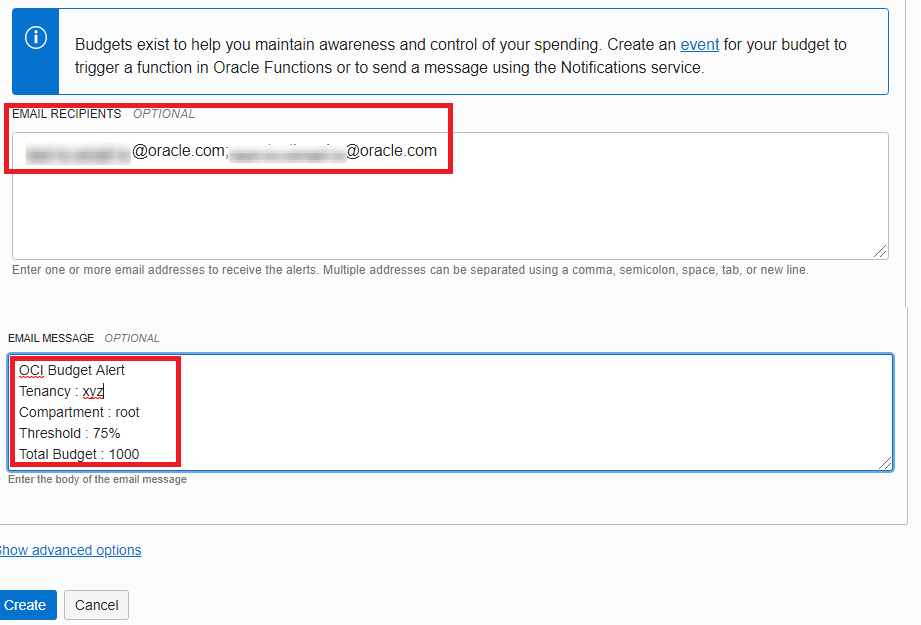 Budgets exist to help you maintain awareness and control of your spending. Create an event for your budget to
trigger a function in Oracle Functions or to send a message using the Notifications service.
EMAIL RECIPIENTS OPTIONAL
@oracle.com; @oracle.com
Enter one or more email addresses to receive the alerts. Multiple addresses can be separated using a comma, semicolon, space, tab, or new line.
EMAIL MESSAGE OPTIONAL
OCI Budget Alert
Tenancy : xyz
Compartment : root
Threshold : 75%
Total Budget : 1000
Enter the body of the email message
Show advanced options
Create Cancel